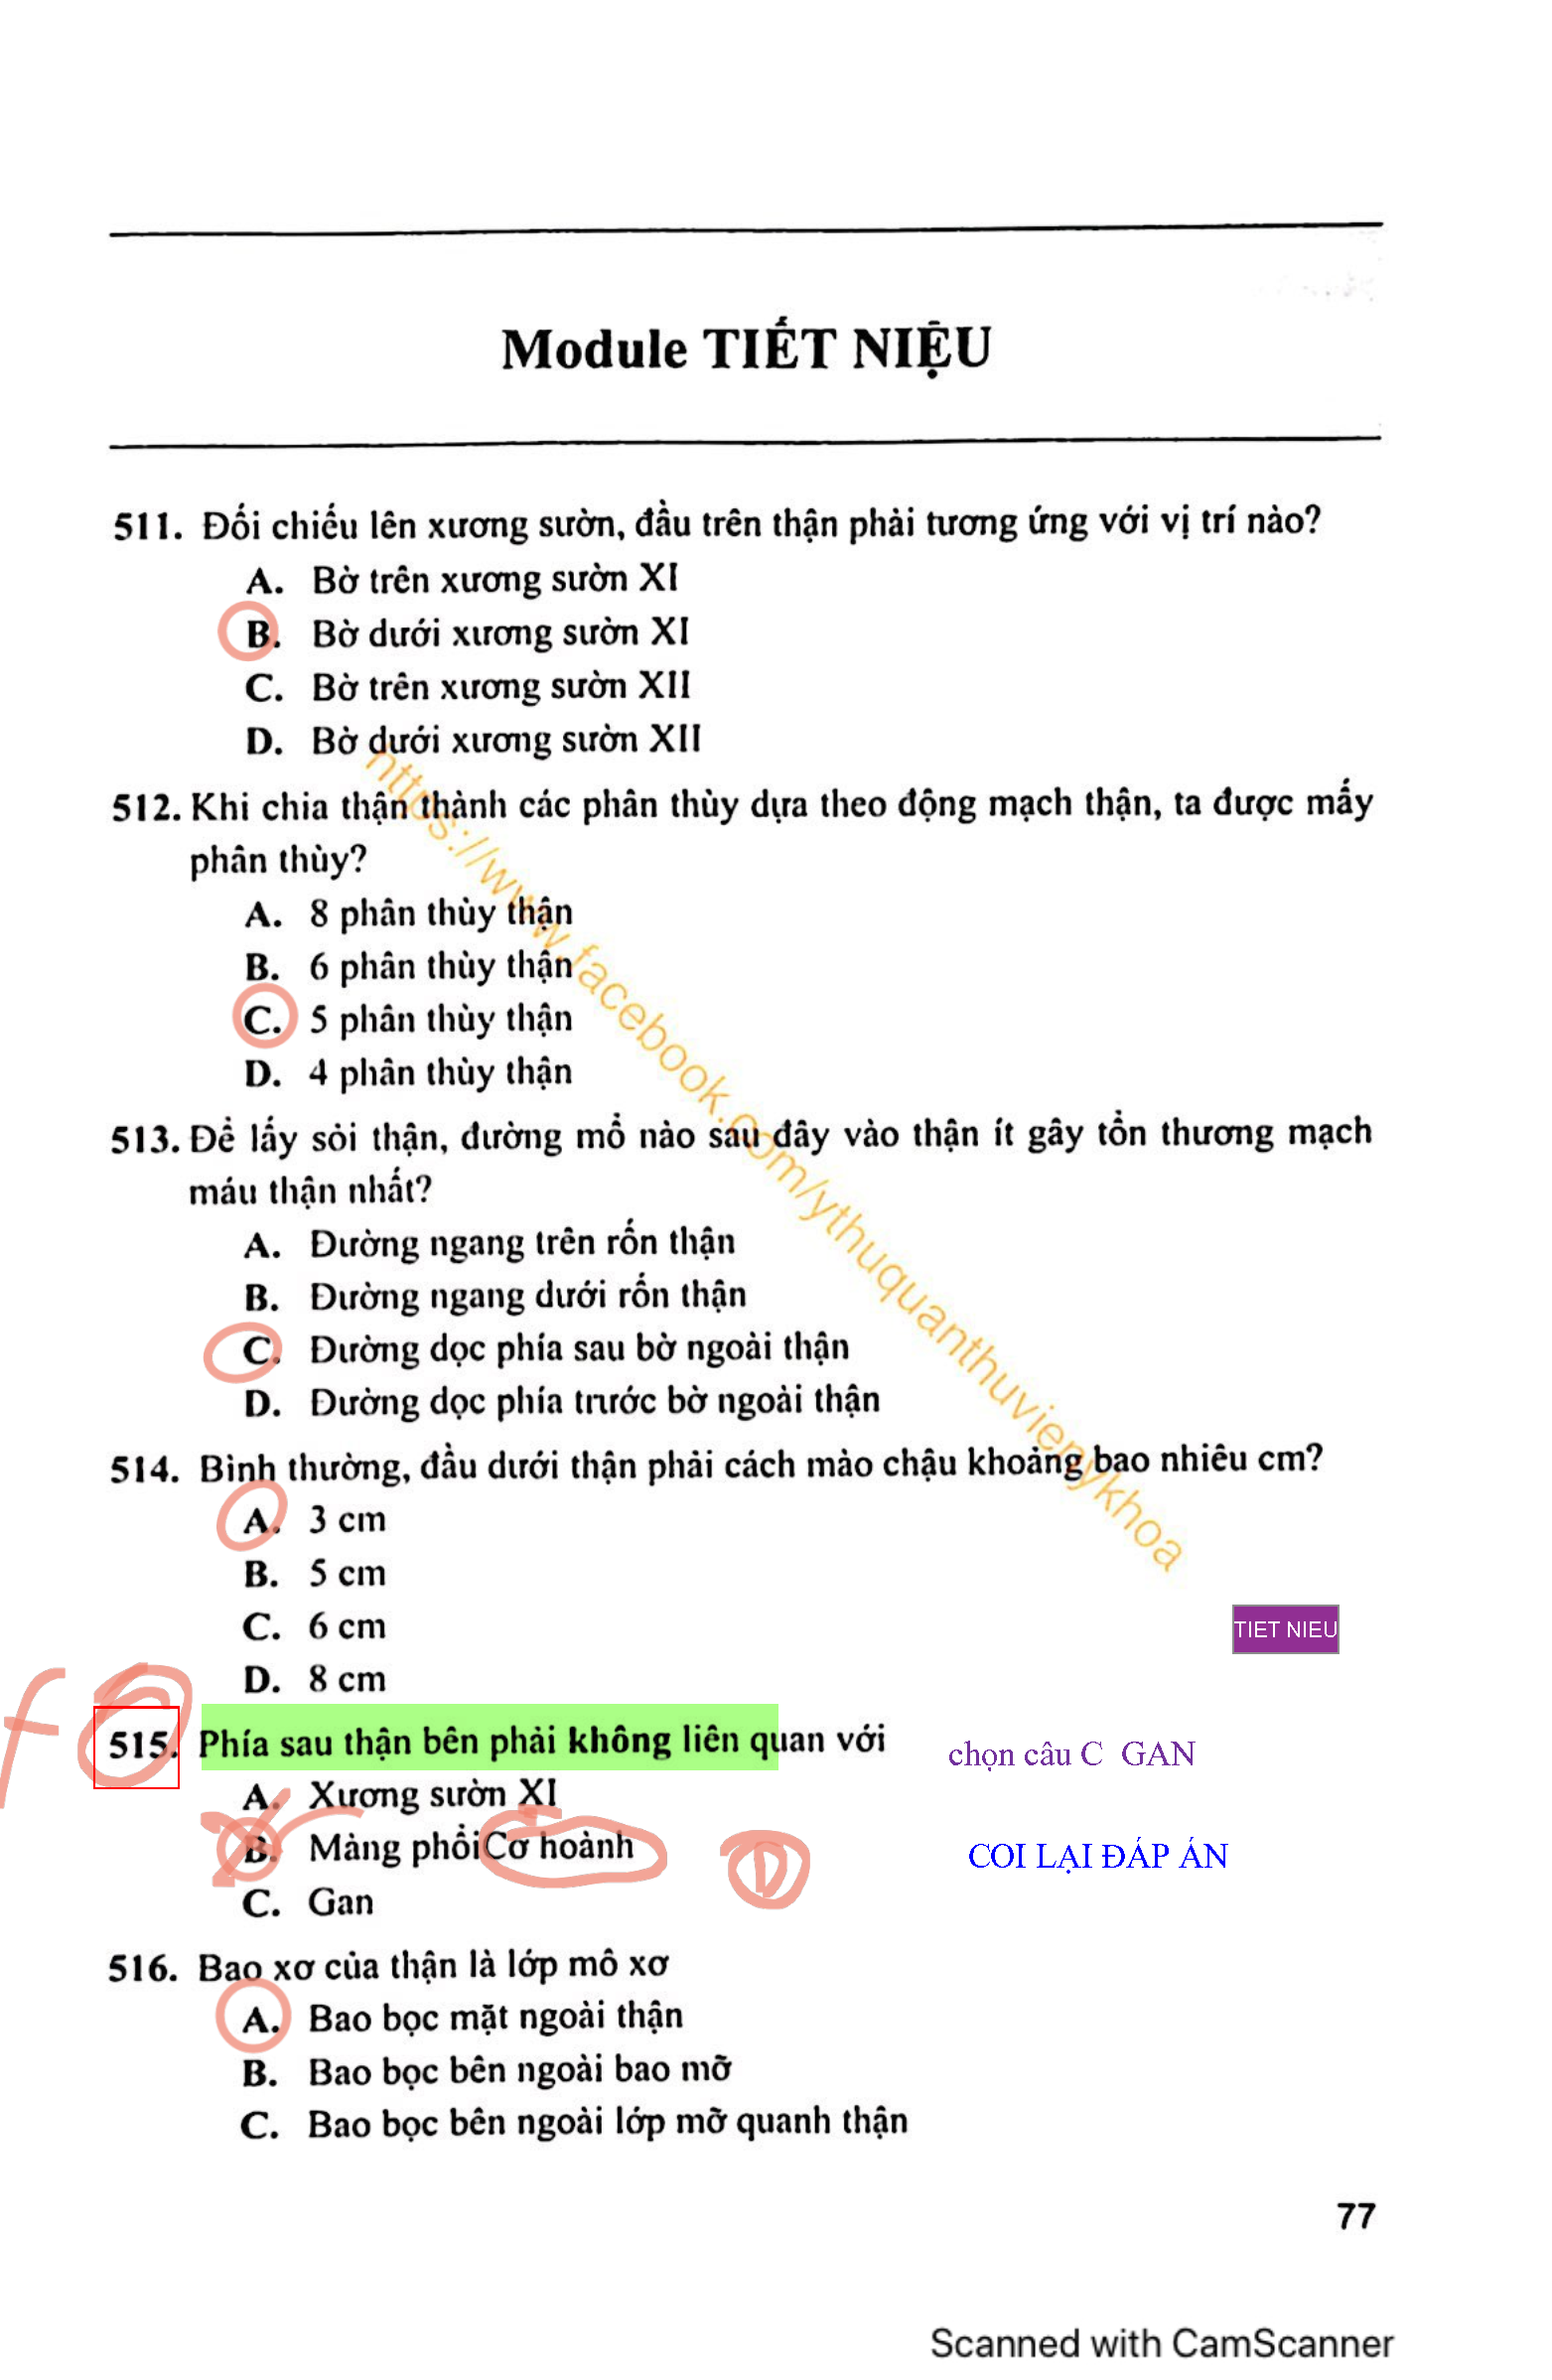 Module TIẾT NIỆU
511. Đối chiếu lên xương sườn, đầu trên thận phải tương ứng với vị trí nào?
A. Bờ trên xương sườn XI
B. Bờ dưới xương sườn XI
C. Bờ trên xương sườn XII
D. Bờ dưới xương sườn XII
512. Khi chia thận thành các phân thùy dựa theo động mạch thận, ta được mấy
phân thùy?
A. 8 phân thùy thận
B. 6 phân thùy thận
C. 5 phân thùy thận
D. 4 phân thùy thận
513. Để lấy sỏi thận, đường mổ nào sau đây vào thận ít gây tổn thương mạch
máu thận nhất?
A. Đường ngang trên rốn thận
B. Đường ngang dưới rốn thận
C. Đường dọc phía sau bờ ngoài thận
D. Đường dọc phía trước bờ ngoài thận
514. Bình thường, đầu dưới thận phải cách mào chậu khoảng bao nhiêu cm?
A. 3 cm
B. 5 cm
C. 6 cm
D. 8 cm
TIET NIEU
515. Phía sau thận bên phải không liên quan với
chọn câu C GAN
A. Xương sườn XI
B. Màng phổi Cơ hoành
D
COI LẠI ĐÁP ÁN
C. Gan
516. Bao xơ của thận là lớp mô xơ
A. Bao bọc mặt ngoài thận
B. Bao bọc bên ngoài bao mỡ
C. Bao bọc bên ngoài lớp mỡ quanh thận
77
https://www.facebook.com/ythuquanthuvienykhoa
Scanned with CamScanner